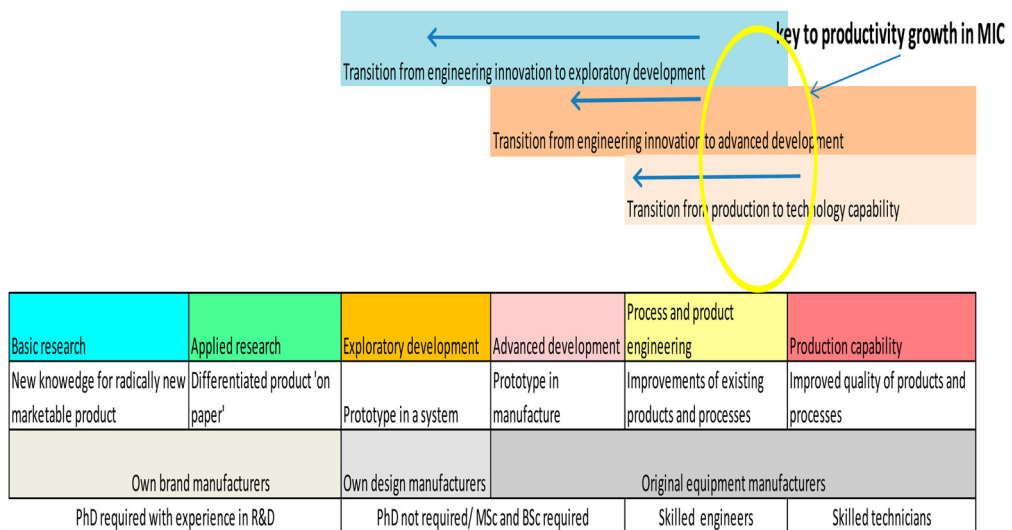 key to productivity growth in MIC
Transition from engineering innovation to exploratory development
Transition from engineering innovation to advanced development
Transition from production to technology capability
Basic research
Applied research
Exploratory development
Advanced development
Process and product
engineering
Production capability
New knowedge for radically new
marketable product
Differentiated product 'on
paper'
Prototype in a system
Prototype in
manufacture
Improvements of existing
products and processes
Improved quality of products and
processes
Own brand manufacturers
Own design manufacturers
Original equipment manufacturers
PhD required with experience in R&D
PhD not required/ MSc and BSc required
Skilled engineers
Skilled technicians